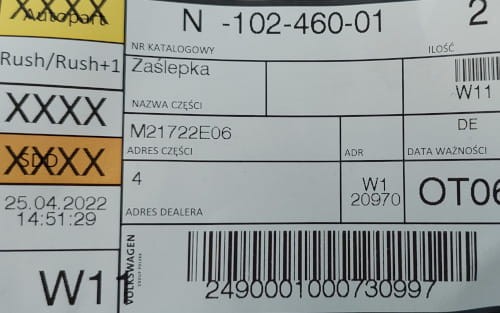 XXXX
Autopart
Rush/Rush+1
XXXX
XXXX
SDD
25.04.2022
14:51:29
W11
N -102-460-01
NR KATALOGOWY
2
ILOŚĆ
Zaślepka
NAZWA CZĘŚCI
W11
M21722E06
ADRES CZĘŚCI
ADR
DE
DATA WAŻNOŚCI
4
ADRES DEALERA
W1
20970
OT06
VOLKSWAGEN
2490001000730997